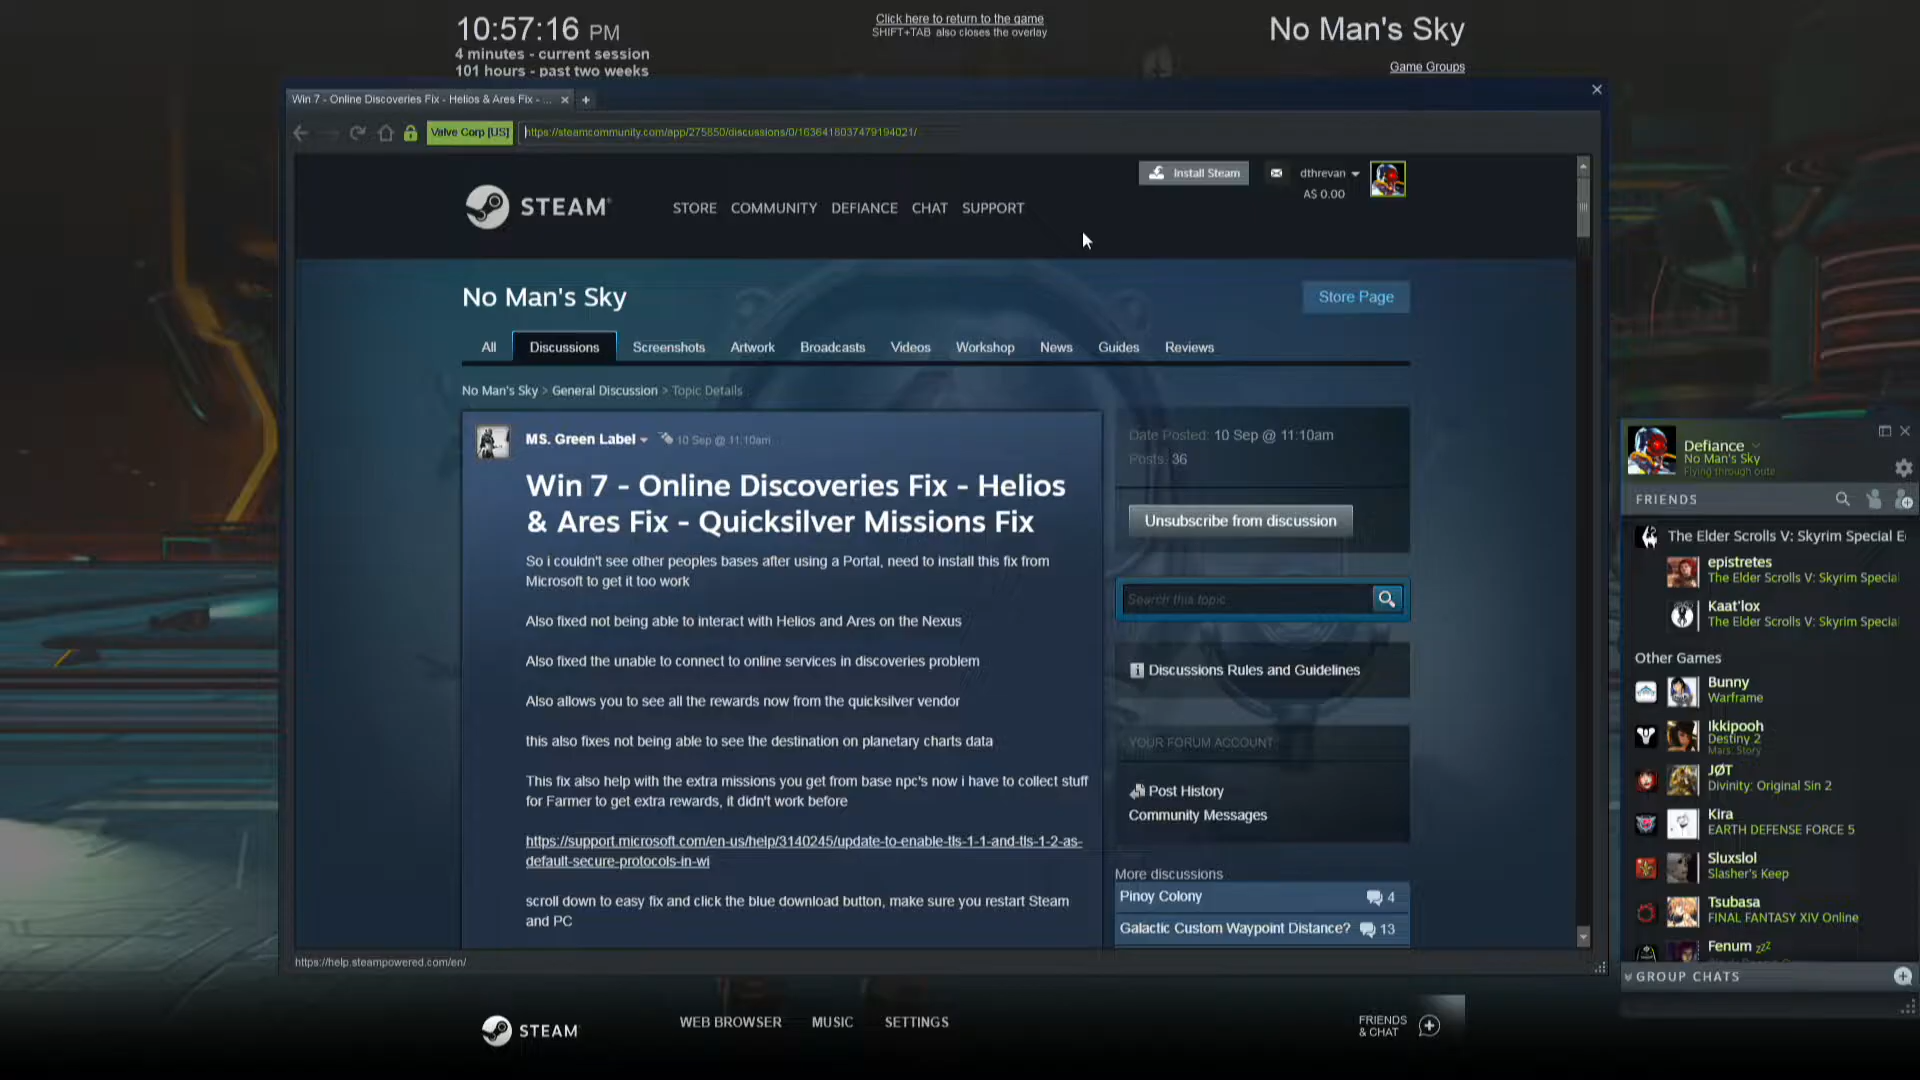 10:57:16 PM
4 minutes - current session
101 hours - past two weeks
Click here to return to the game
SHIFT+TAB also closes the overlay
No Man's Sky
Game Groups
Win 7 - Online Discoveries Fix - Helios & Ares Fix - ...
Valve Corp [US]
https://steamcommunity.com/app/275850/discussions/0/1636418037479194021/
Install Steam
dthrevan
A$ 0.00
STEAM
STORE COMMUNITY DEFIANCE CHAT SUPPORT
No Man's Sky
Store Page
All Discussions Screenshots Artwork Broadcasts Videos Workshop News Guides Reviews
No Man's Sky > General Discussion > Topic Details
MS. Green Label 10 Sep @ 11:10am
Win 7 - Online Discoveries Fix - Helios
& Ares Fix - Quicksilver Missions Fix
So i couldn't see other peoples bases after using a Portal, need to install this fix from
Microsoft to get it too work
Also fixed not being able to interact with Helios and Ares on the Nexus
Also fixed the unable to connect to online services in discoveries problem
Also allows you to see all the rewards now from the quicksilver vendor
this also fixes not being able to see the destination on planetary charts data
This fix also help with the extra missions you get from base npc's now i have to collect stuff
for Farmer to get extra rewards, it didn't work before
https://support.microsoft.com/en-us/help/3140245/update-to-enable-tls-1-1-and-tls-1-2-as-
default-secure-protocols-in-wi
scroll down to easy fix and click the blue download button, make sure you restart Steam
and PC
Date Posted: 10 Sep @ 11:10am
Posts: 36
Unsubscribe from discussion
Search this topic
Discussions Rules and Guidelines
YOUR FORUM ACCOUNT:
Post History
Community Messages
More discussions
Pinoy Colony 4
Galactic Custom Waypoint Distance? 13
https://help.steampowered.com/en/
Defiance
No Man's Sky
Flying through oute
FRIENDS
The Elder Scrolls V: Skyrim Special E
epistretes
The Elder Scrolls V: Skyrim Specia
Kaat'lox
The Elder Scrolls V: Skyrim Specia
Other Games
Bunny
Warframe
Ikkipooh
Destiny 2
Mars: Story
JØT
Divinity: Original Sin 2
Kira
EARTH DEFENSE FORCE 5
Sluxslol
Slasher's Keep
Tsubasa
FINAL FANTASY XIV Online
Fenum zzZ
GROUP CHATS
STEAM
WEB BROWSER MUSIC SETTINGS
FRIENDS
& CHAT